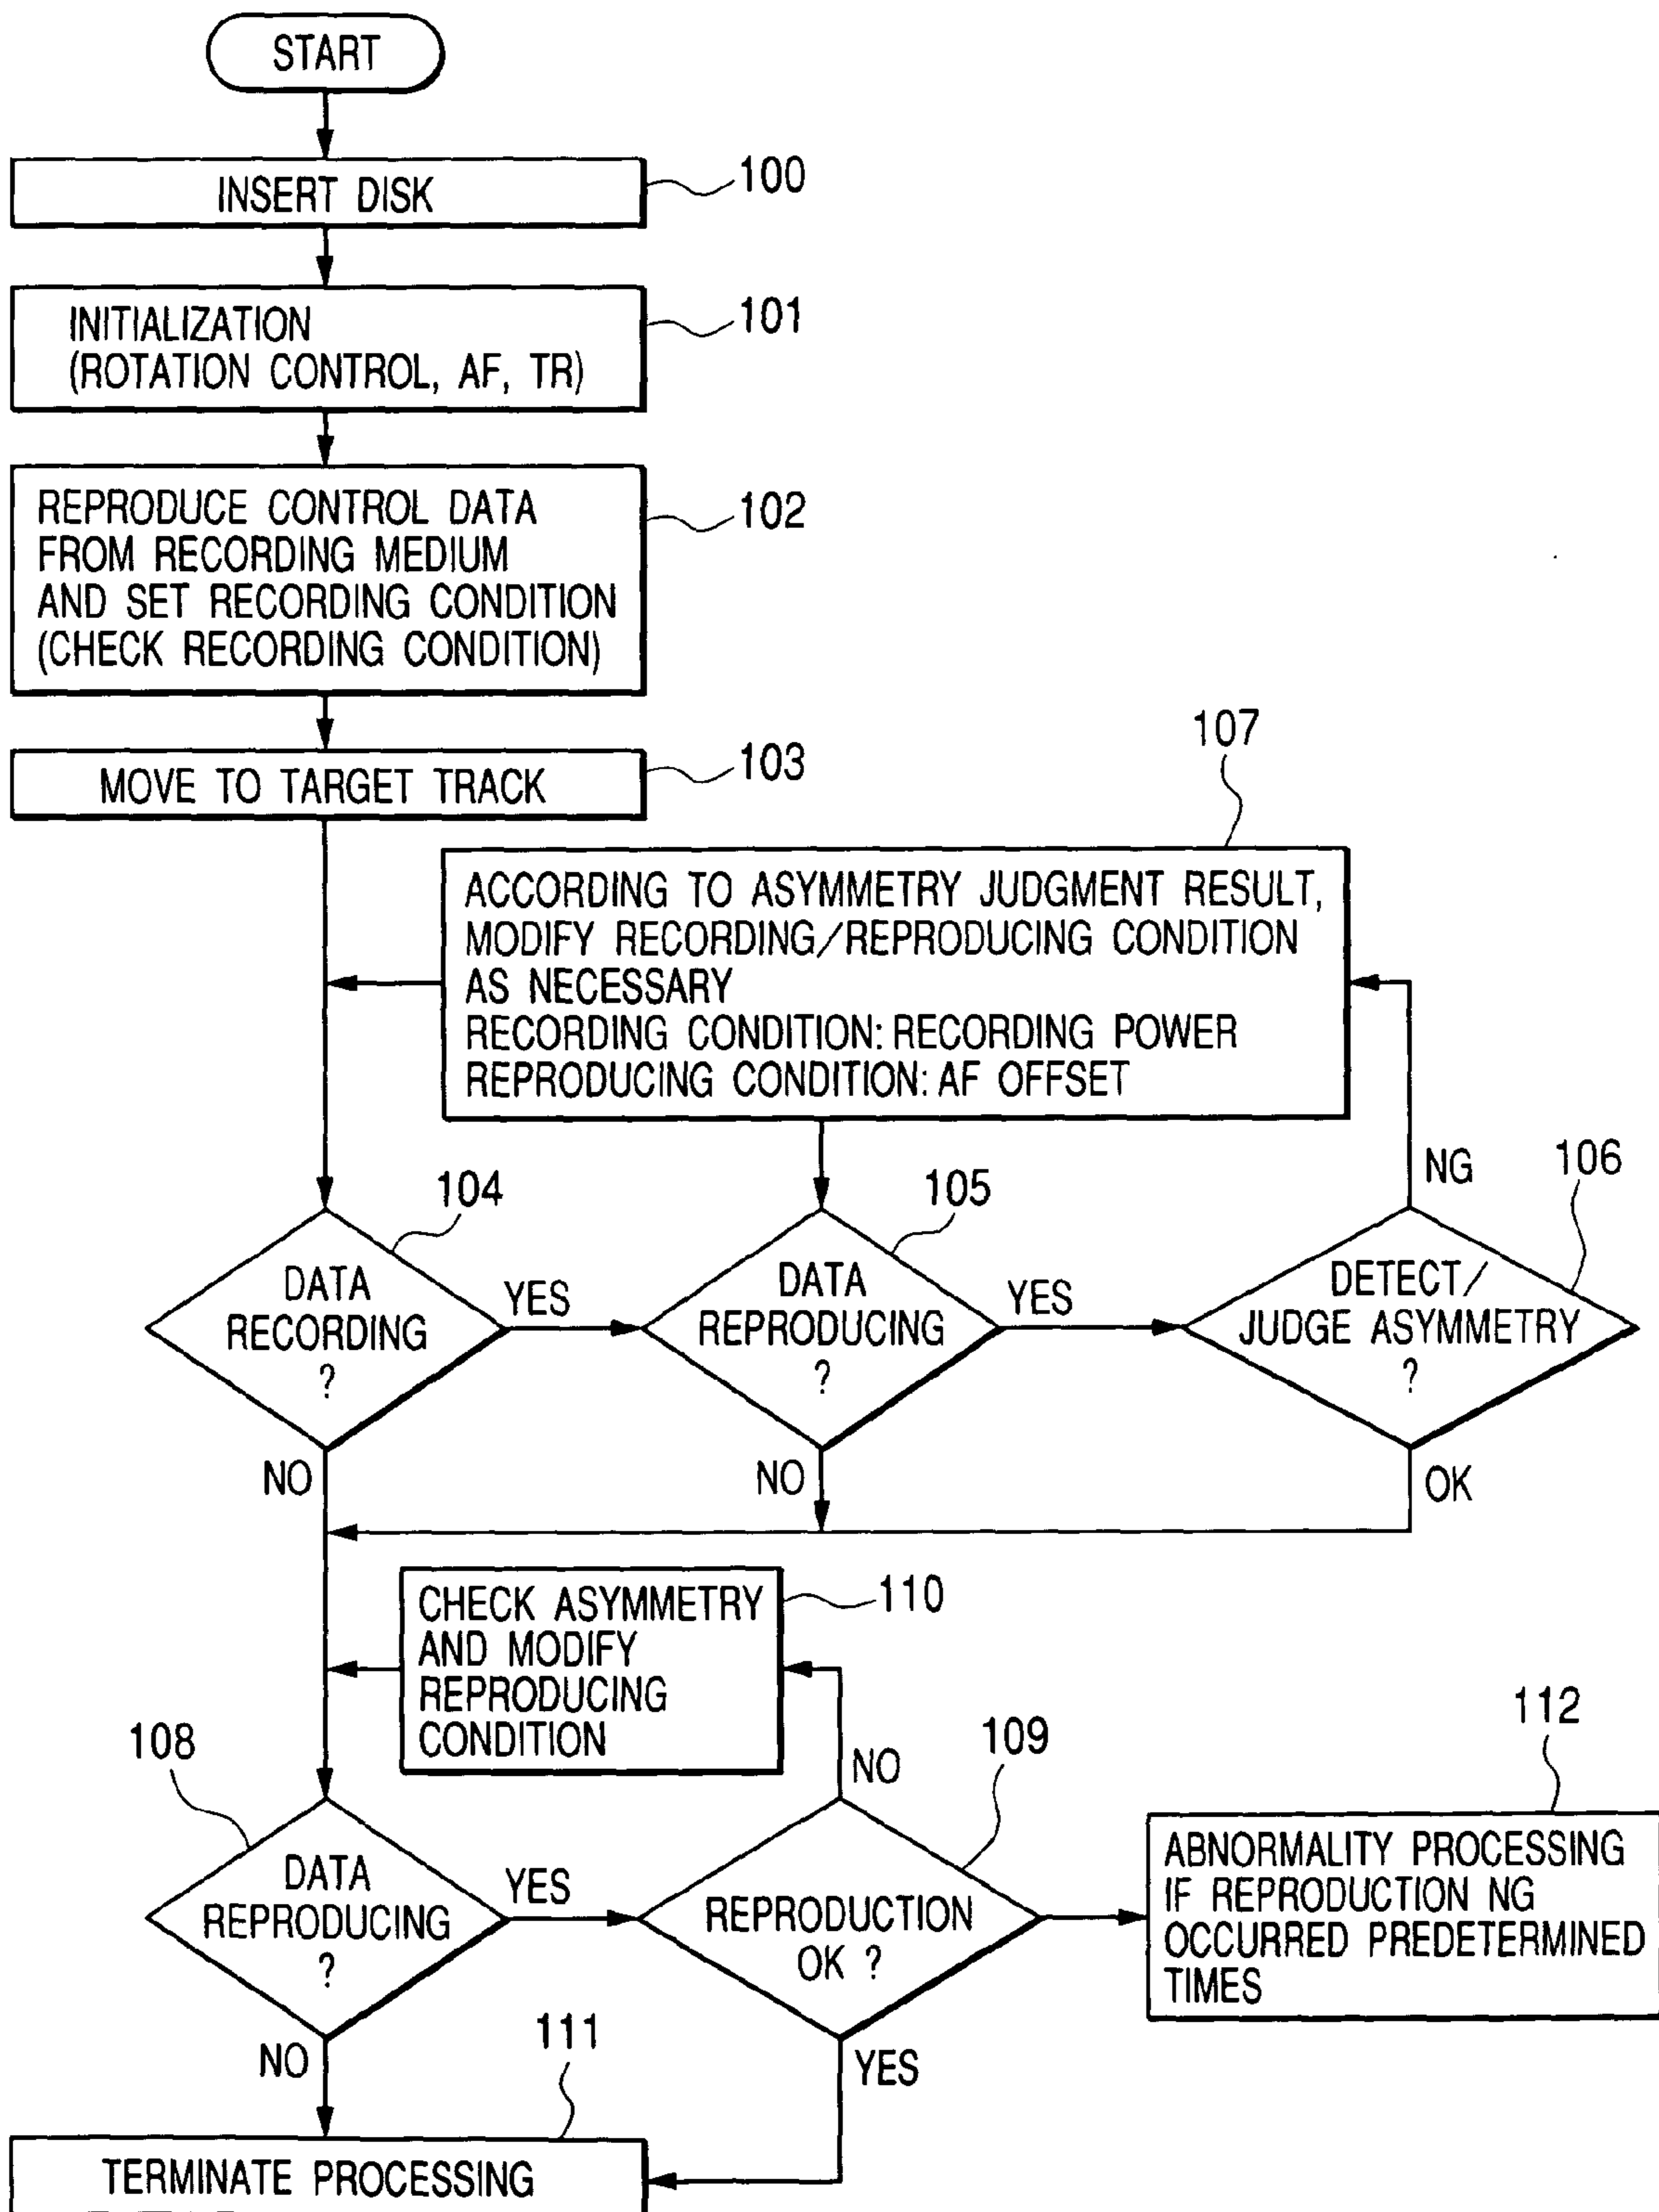 START
INSERT DISK
100
INITIALIZATION
(ROTATION CONTROL, AF, TR)
101
REPRODUCE CONTROL DATA
FROM RECORDING MEDIUM
AND SET RECORDING CONDITION
(CHECK RECORDING CONDITION)
102
MOVE TO TARGET TRACK
103
107
ACCORDING TO ASYMMETRY JUDGMENT RESULT,
MODIFY RECORDING/REPRODUCING CONDITION
AS NECESSARY
RECORDING CONDITION: RECORDING POWER
REPRODUCING CONDITION: AF OFFSET
104
DATA
RECORDING
?
YES
NO
105
DATA
REPRODUCING
?
YES
NO
NG
106
DETECT/
JUDGE ASYMMETRY
?
OK
CHECK ASYMMETRY
AND MODIFY
REPRODUCING
CONDITION
110
108
DATA
REPRODUCING
?
YES
NO
NO
109
REPRODUCTION
OK ?
YES
112
ABNORMALITY PROCESSING
IF REPRODUCTION NG
OCCURRED PREDETERMINED
TIMES
111
TERMINATE PROCESSING